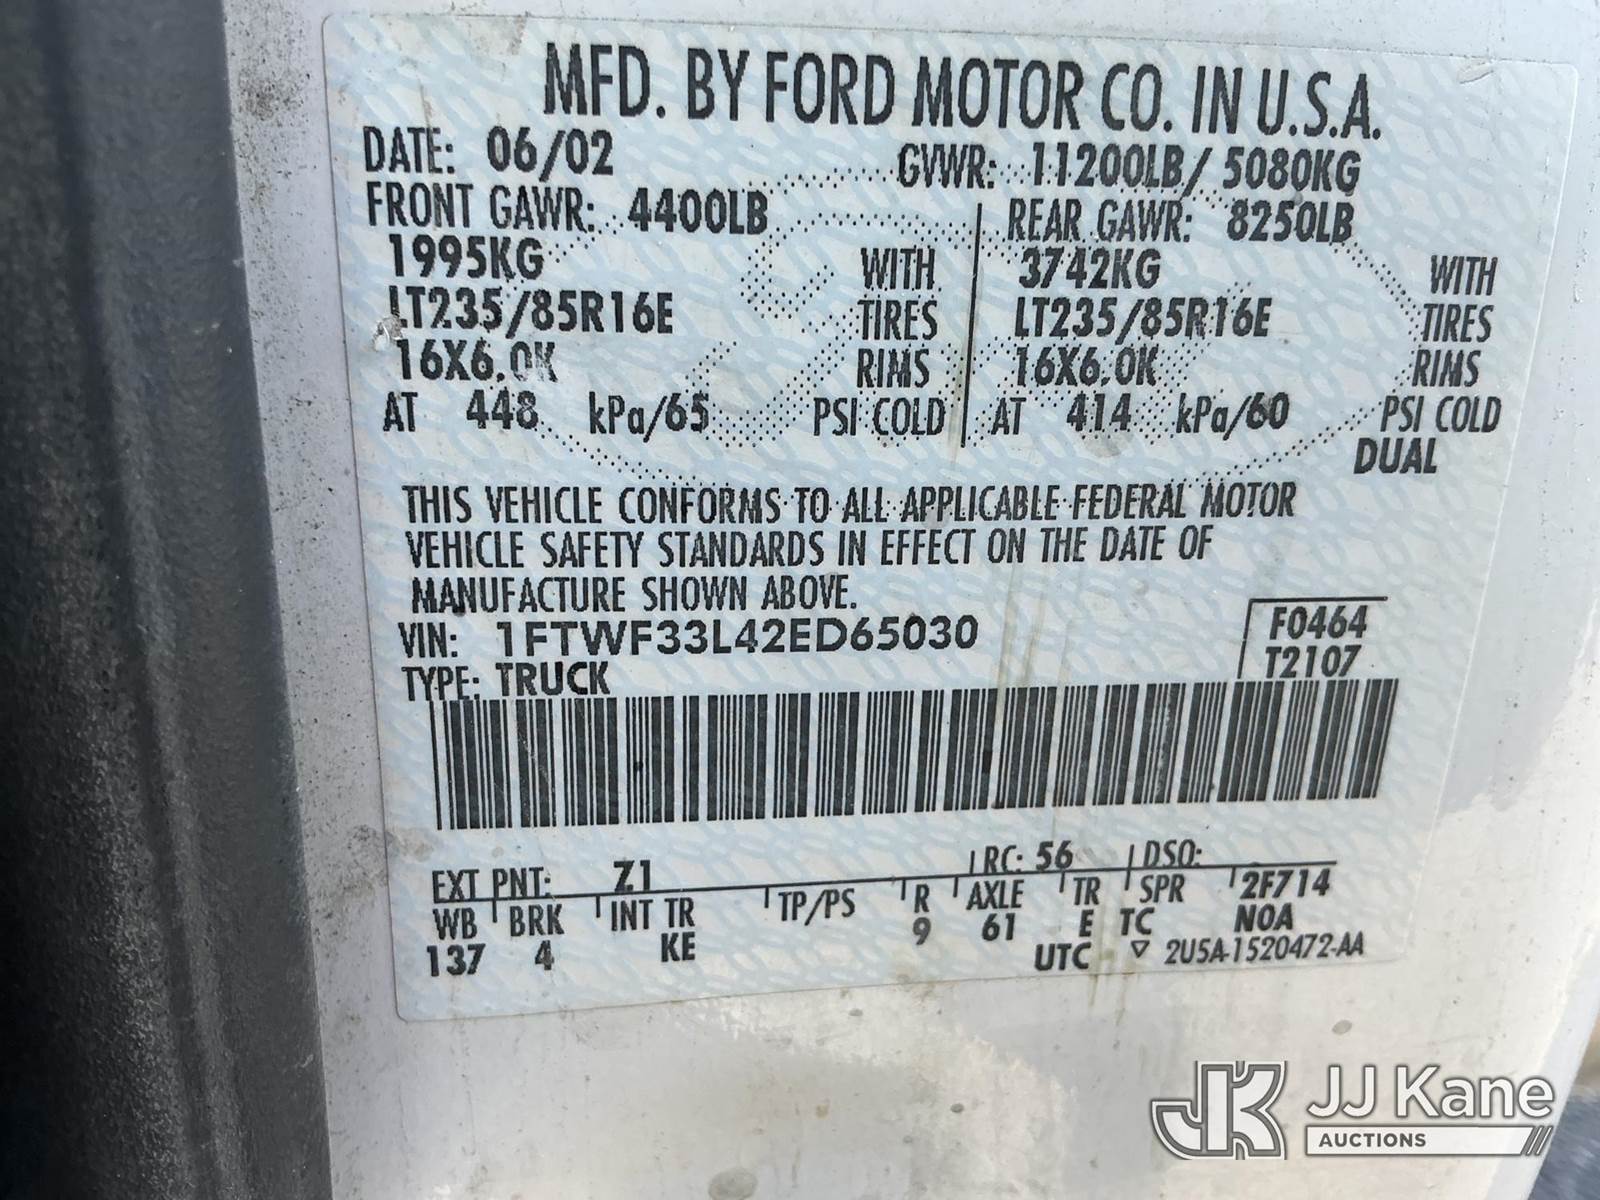 MFD. BY FORD MOTOR CO. IN U.S.A.
DATE: 06/02 GVWR: 11200LB/ 5080KG
FRONT GAWR: 4400LB REAR GAWR: 8250LB
1995KG WITH 3742KG WITH
LT235/85R16E TIRES LT235/85R16E TIRES
16X6.0K RIMS 16X6.0K RIMS
AT 448 kPa/65 PSI COLD AT 414 kPa/60 PSI COLD
DUAL
THIS VEHICLE CONFORMS TO ALL APPLICABLE FEDERAL MOTOR
VEHICLE SAFETY STANDARDS IN EFFECT ON THE DATE OF
MANUFACTURE SHOWN ABOVE.
VIN: 1FTWF33L42ED65030 F0464
TYPE: TRUCK T2107
EXT PNT: Z1 RC: 56 DSO:
WB BRK INT TR TP/PS R AXLE TR SPR 2F714
137 4 KE 9 61 E TC N0A
UTC ▽ 2U5A-1520472-AA
JK JJ Kane
AUCTIONS